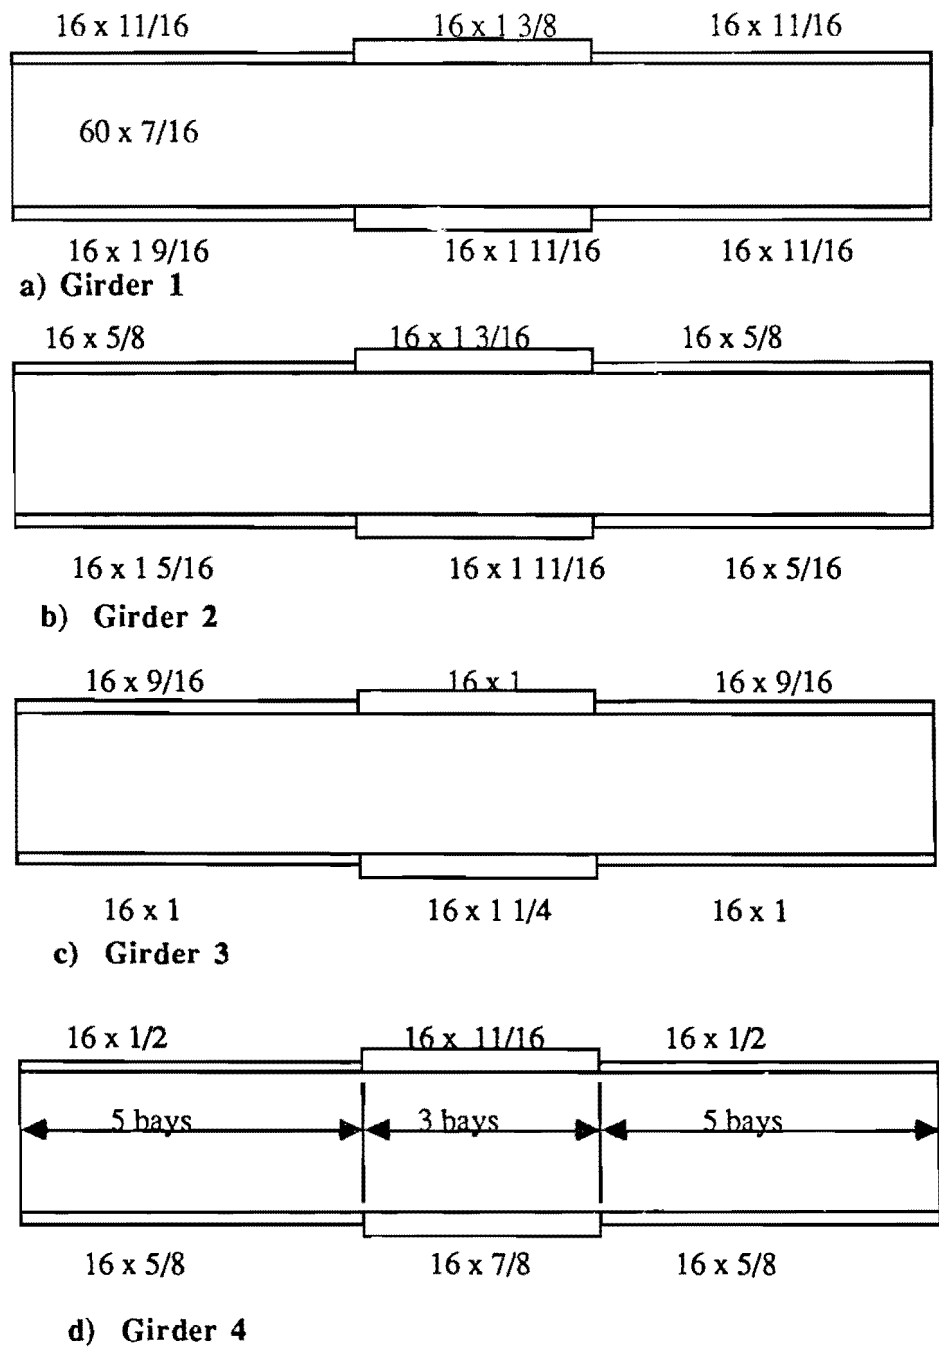 16 x 11/16 16 x 1 3/8 16 x 11/16
60 x 7/16
16 x 1 9/16 16 x 1 11/16 16 x 11/16
a) Girder 1
16 x 5/8 16 x 1 3/16 16 x 5/8
16 x 1 5/16 16 x 1 11/16 16 x 5/16
b) Girder 2
16 x 9/16 16 x 1 16 x 9/16
16 x 1 16 x 1 1/4 16 x 1
c) Girder 3
16 x 1/2 16 x 11/16 16 x 1/2
5 bays 3 bays 5 bays
16 x 5/8 16 x 7/8 16 x 5/8
d) Girder 4